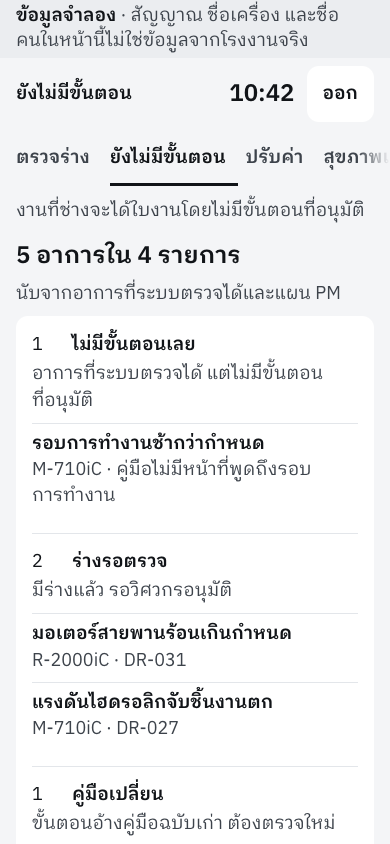 ข้อมูลจำลอง · สัญญาณ ชื่อเครื่อง และชื่อ
คนในหน้านี้ไม่ใช่ข้อมูลจากโรงงานจริง
ยังไม่มีขั้นตอน 10:42 ออก
ตรวจร่าง ยังไม่มีขั้นตอน ปรับค่า สุขภาพ
งานที่ช่างจะได้ใบงานโดยไม่มีขั้นตอนที่อนุมัติ
5 อาการใน 4 รายการ
นับจากอาการที่ระบบตรวจได้และแผน PM
1 ไม่มีขั้นตอนเลย
อาการที่ระบบตรวจได้ แต่ไม่มีขั้นตอน
ที่อนุมัติ
รอบการทำงานช้ากว่ากำหนด
M-710iC · คู่มือไม่มีหน้าที่พูดถึงรอบ
การทำงาน
2 ร่างรอตรวจ
มีร่างแล้ว รอวิศวกรอนุมัติ
มอเตอร์สายพานร้อนเกินกำหนด
R-2000iC · DR-031
แรงดันไฮดรอลิกจับชิ้นงานตก
M-710iC · DR-027
1 คู่มือเปลี่ยน
ขั้นตอนอ้างคู่มือฉบับเก่า ต้องตรวจใหม่